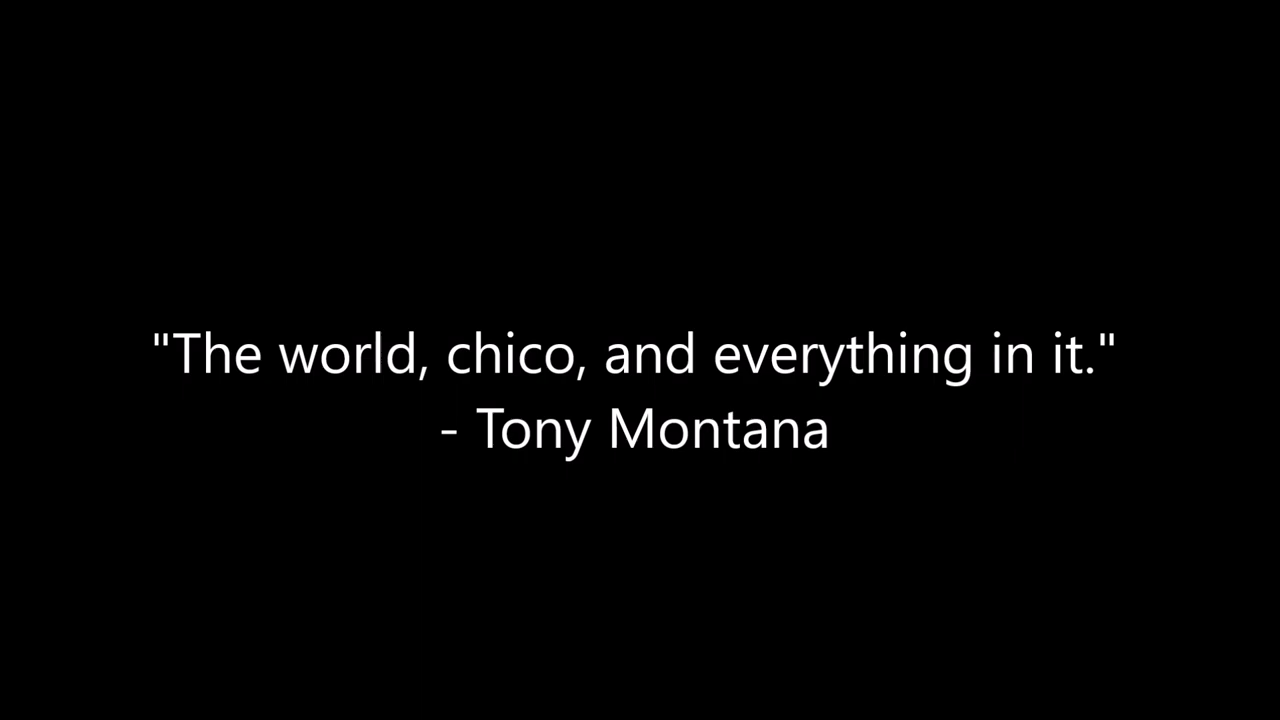 "The world, chico, and everything in it."
- Tony Montana